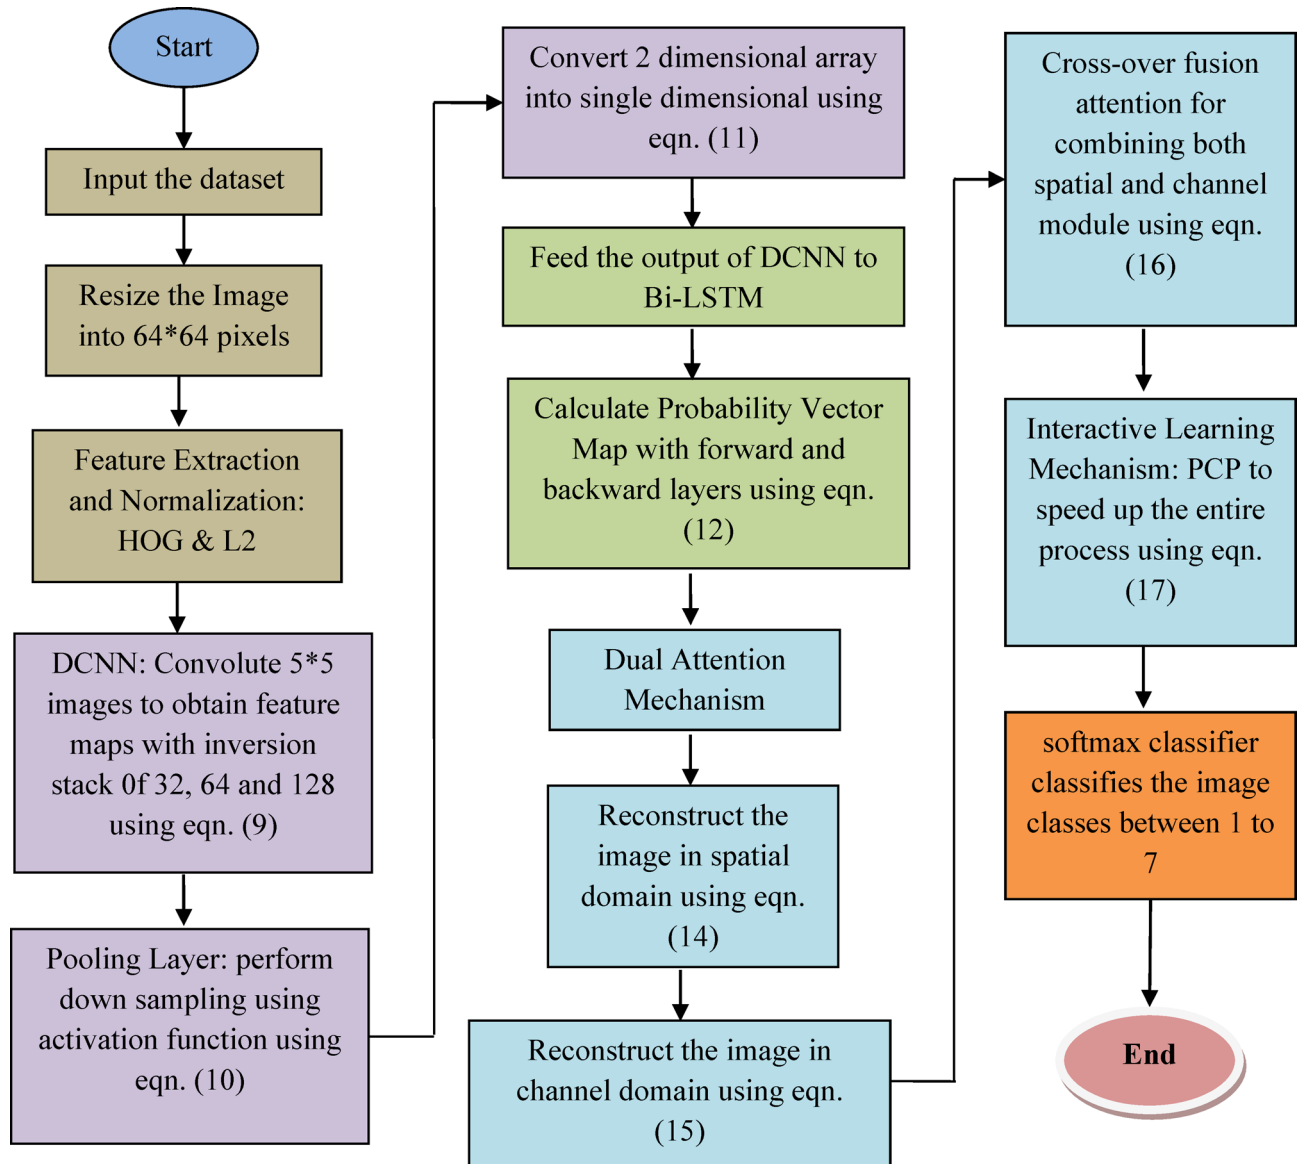 Start
Input the dataset
Resize the Image
into 64*64 pixels
Feature Extraction
and Normalization:
HOG & L2
DCNN: Convolute 5*5
images to obtain feature
maps with inversion
stack 0f 32, 64 and 128
using eqn. (9)
Pooling Layer: perform
down sampling using
activation function using
eqn. (10)
Convert 2 dimensional array
into single dimensional using
eqn. (11)
Feed the output of DCNN to
Bi-LSTM
Calculate Probability Vector
Map with forward and
backward layers using eqn.
(12)
Dual Attention
Mechanism
Reconstruct the
image in spatial
domain using eqn.
(14)
Reconstruct the image in
channel domain using eqn.
(15)
Cross-over fusion
attention for
combining both
spatial and channel
module using eqn.
(16)
Interactive Learning
Mechanism: PCP to
speed up the entire
process using eqn.
(17)
softmax classifier
classifies the image
classes between 1 to
7
End